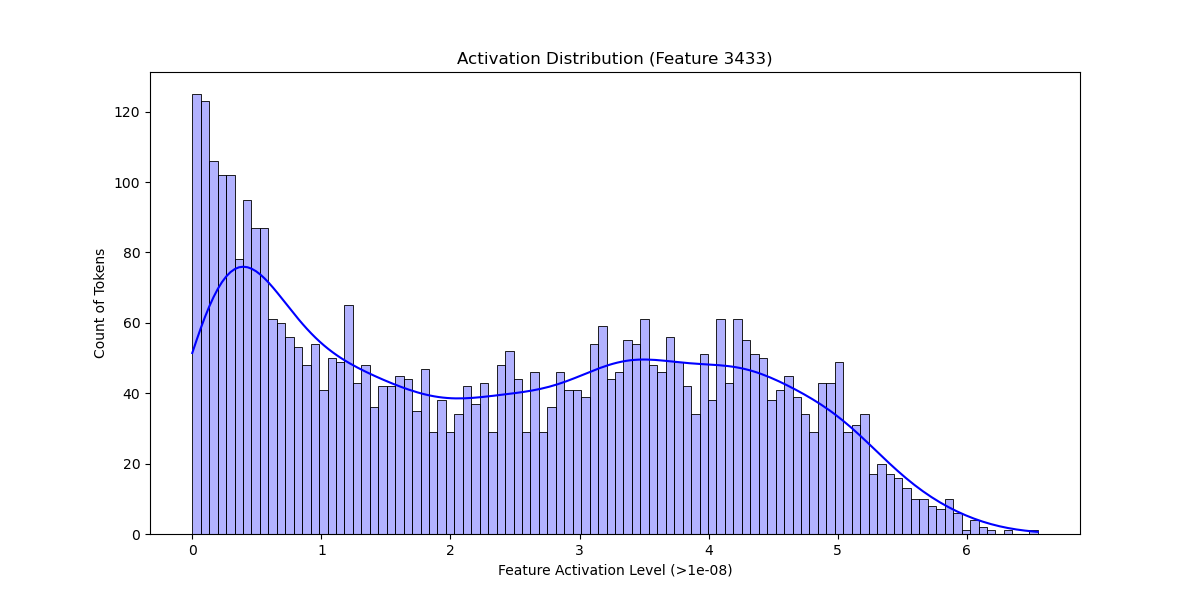 Activation Distribution (Feature 3433)
Count of Tokens
120
100
80
60
40
20
0
0 1 2 3 4 5 6
Feature Activation Level (>1e-08)